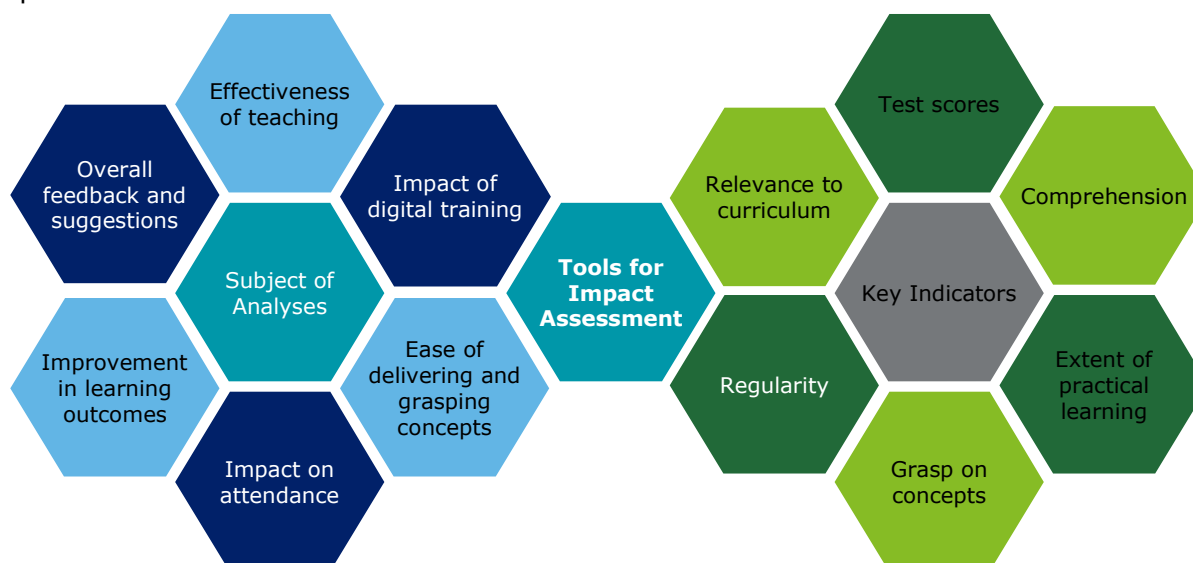 Effectiveness
of teaching
Overall
feedback and
suggestions
Impact of
digital training
Subject of
Analyses
Improvement
in learning
outcomes
Ease of
delivering and
grasping
concepts
Impact on
attendance
Tools for
Impact
Assessment
Test scores
Relevance to
curriculum
Comprehension
Key Indicators
Regularity
Extent of
practical
learning
Grasp on
concepts